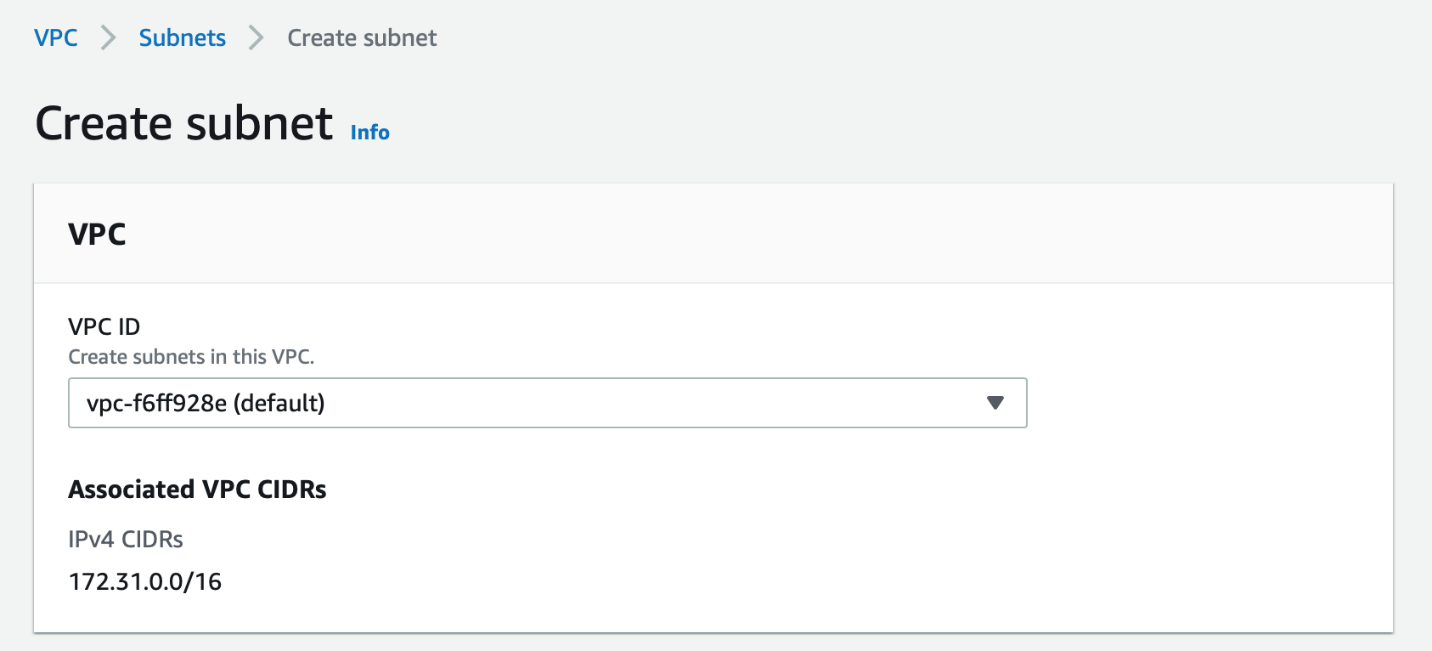 VPC > Subnets > Create subnet
Create subnet Info
VPC
VPC ID
Create subnets in this VPC.
vpc-f6ff928e (default)
Associated VPC CIDRs
IPv4 CIDRs
172.31.0.0/16